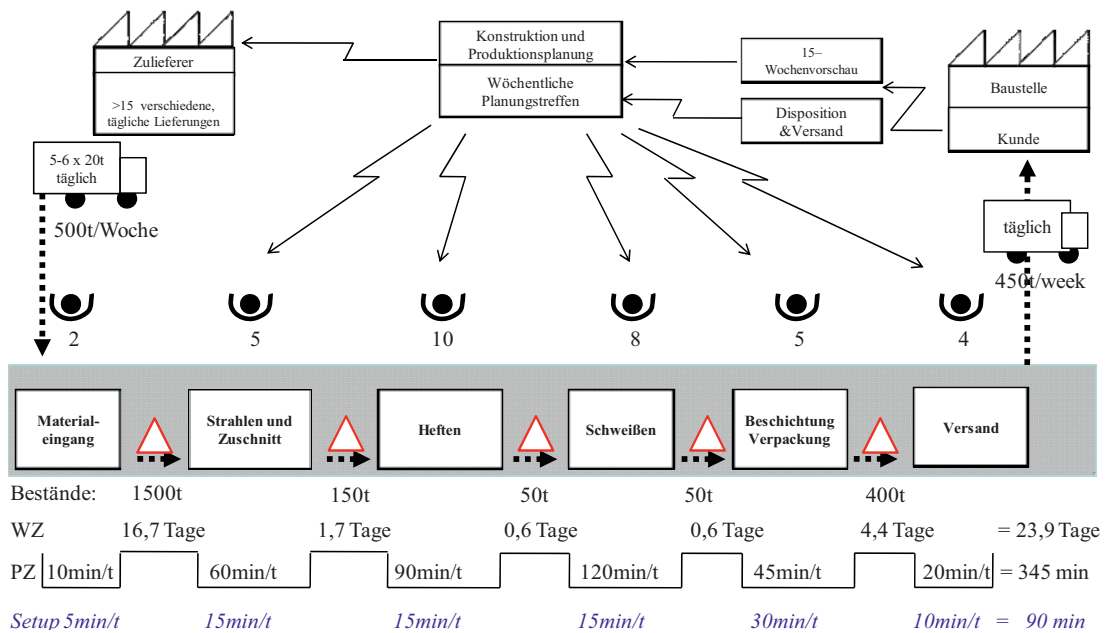 Zulieferer
>15 verschiedene,
tägliche Lieferungen
Konstruktion und
Produktionsplanung
Wöchentliche
Planungstreffen
15–
Wochenvorschau
Disposition
&Versand
Baustelle
Kunde
5-6 x 20t
täglich
500t/Woche
täglich
450t/week
2
5
10
8
5
4
Material-
eingang
Strahlen und
Zuschnitt
Heften
Schweißen
Beschichtung
Verpackung
Versand
Bestände: 1500t 150t 50t 50t 400t
WZ 16,7 Tage 1,7 Tage 0,6 Tage 0,6 Tage 4,4 Tage = 23,9 Tage
PZ 10min/t 60min/t 90min/t 120min/t 45min/t 20min/t = 345 min
Setup 5min/t 15min/t 15min/t 15min/t 30min/t 10min/t = 90 min